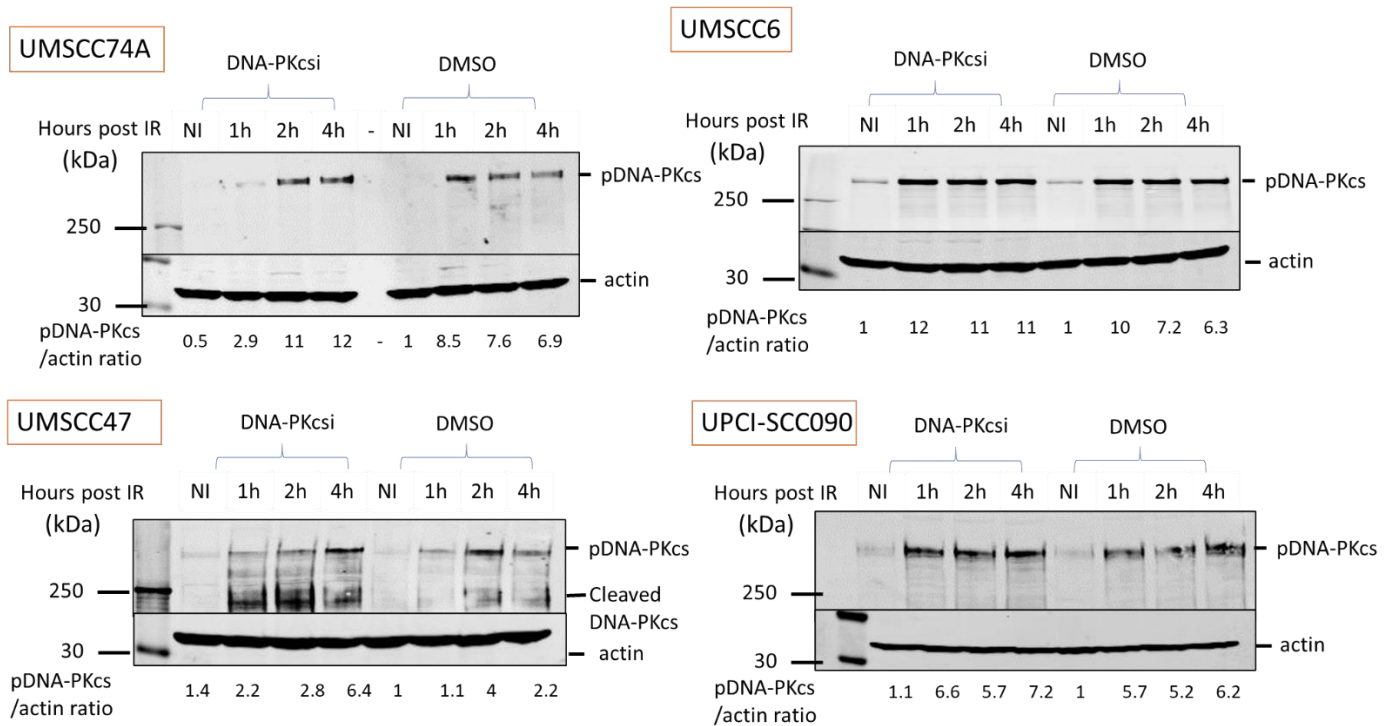 UMSCC74A
DNA-PKcsi DMSO
Hours post IR NI 1h 2h 4h - NI 1h 2h 4h
(kDa)
pDNA-PKcs
250
actin
30
pDNA-PKcs 0.5 2.9 11 12 - 1 8.5 7.6 6.9
/actin ratio
UMSCC6
DNA-PKcsi DMSO
Hours post IR NI 1h 2h 4h NI 1h 2h 4h
(kDa)
pDNA-PKcs
250
actin
30
pDNA-PKcs 1 12 11 11 1 10 7.2 6.3
/actin ratio
UMSCC47
DNA-PKcsi DMSO
Hours post IR NI 1h 2h 4h NI 1h 2h 4h
(kDa)
pDNA-PKcs
250
Cleaved
DNA-PKcs
30
actin
pDNA-PKcs 1.4 2.2 2.8 6.4 1 1.1 4 2.2
/actin ratio
UPCI-SCC090
DNA-PKcsi DMSO
Hours post IR NI 1h 2h 4h NI 1h 2h 4h
(kDa)
pDNA-PKcs
250
actin
30
pDNA-PKcs 1.1 6.6 5.7 7.2 1 5.7 5.2 6.2
/actin ratio